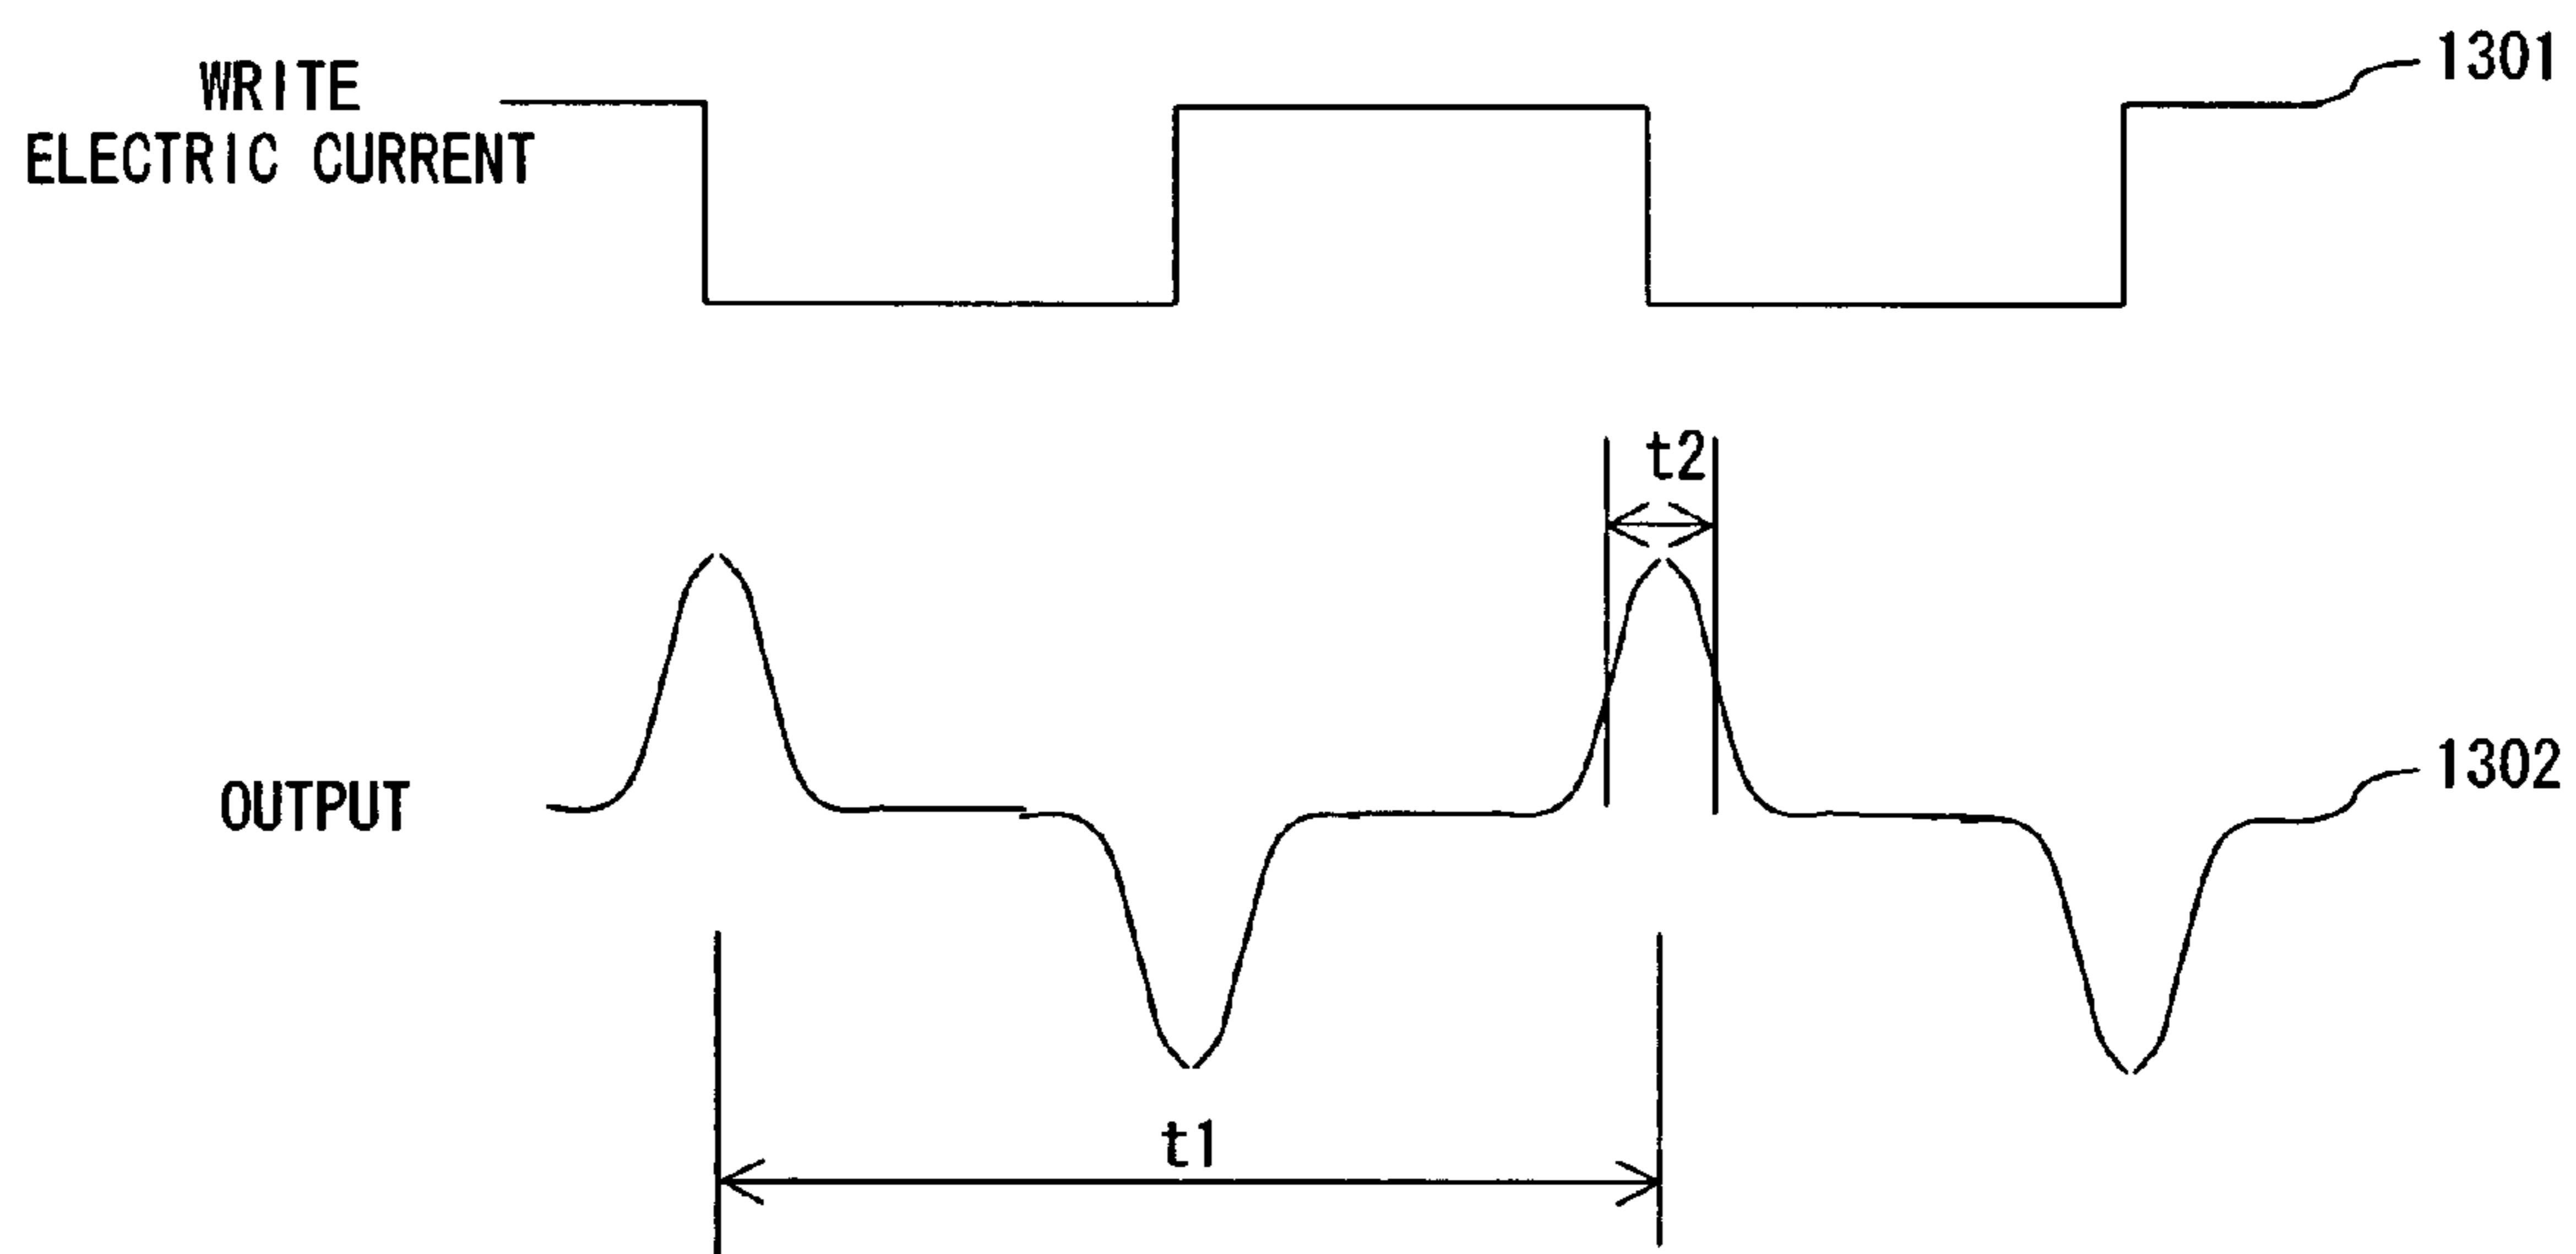 WRITE
ELECTRIC CURRENT
1301
t2
OUTPUT
1302
t1